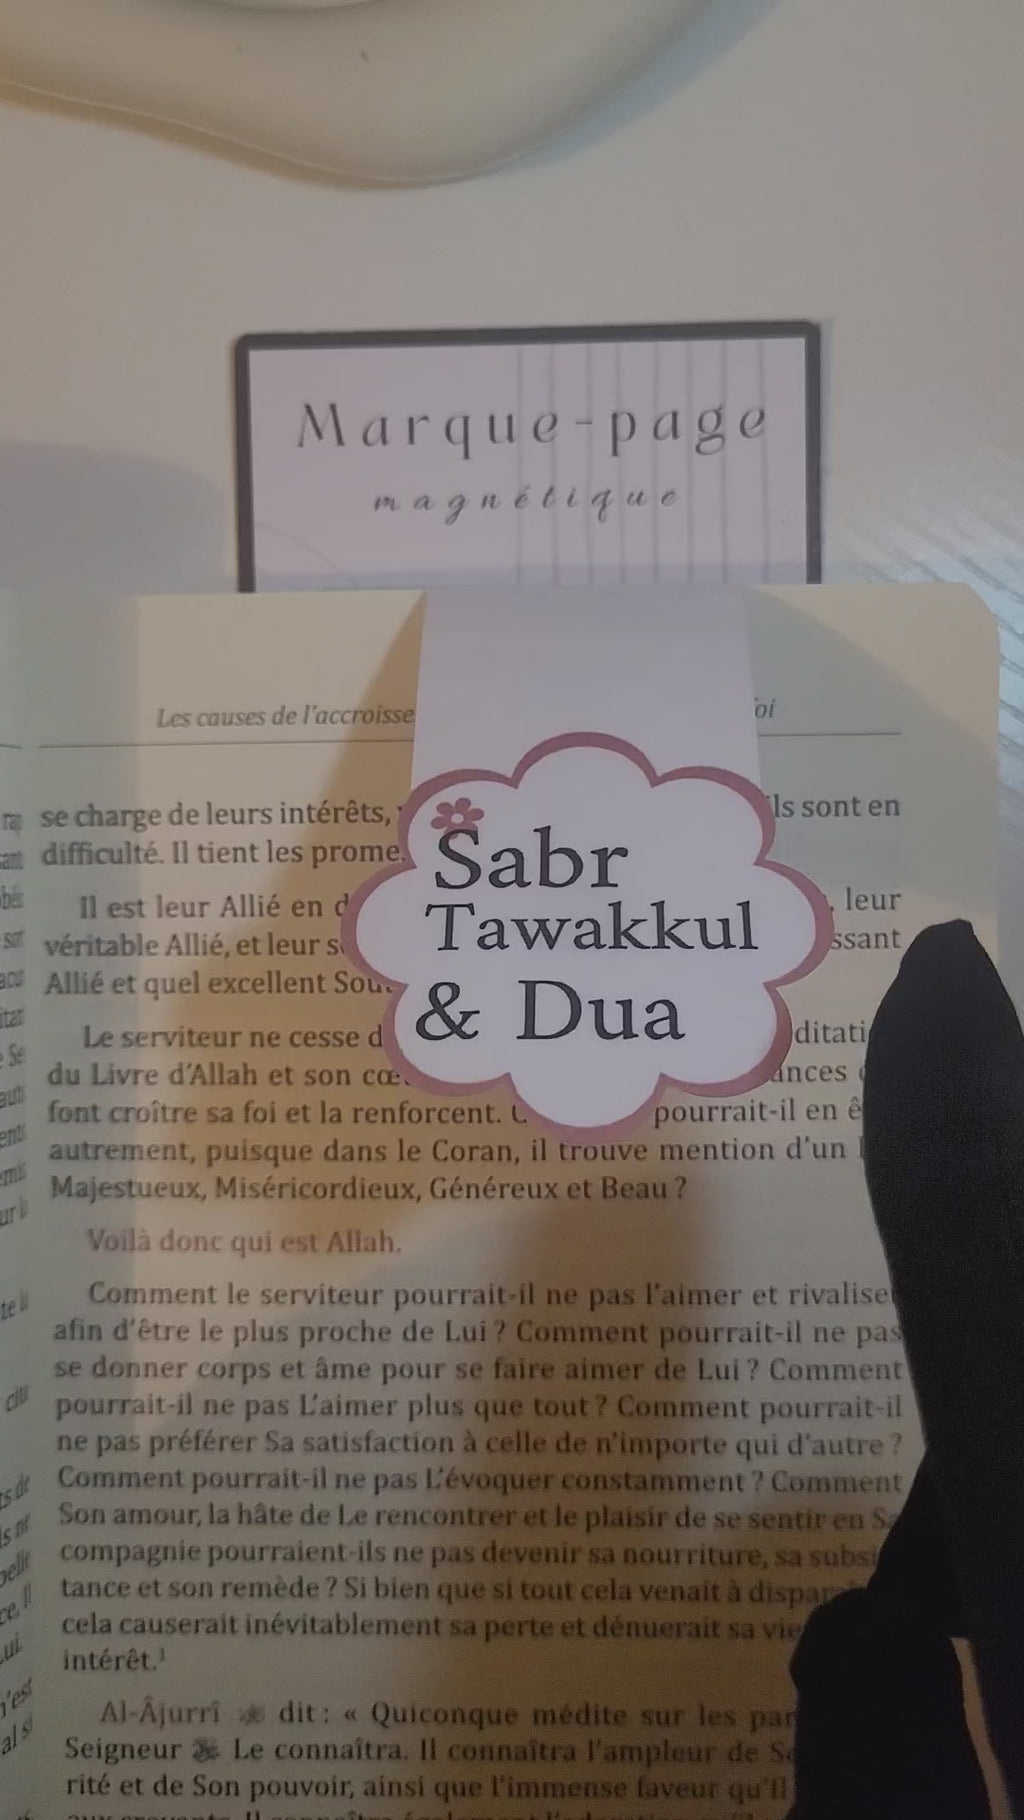 Marque-page
magnétique
Les causes de l'accroisse oi
se charge de leurs intérêts, ils sont en
difficulté. Il tient les prome
Il est leur Allié en d , leur
véritable Allié, et leur s ssant
Allié et quel excellent Sou
Sabr
Tawakkul
& Dua
Le serviteur ne cesse d ditati
du Livre d'Allah et son cœ ances
font croître sa foi et la renforcent. pourrait-il en ê
autrement, puisque dans le Coran, il trouve mention d'un
Majestueux, Miséricordieux, Généreux et Beau ?
Voilà donc qui est Allah.
Comment le serviteur pourrait-il ne pas l'aimer et rivalise
afin d'être le plus proche de Lui ? Comment pourrait-il ne pas
se donner corps et âme pour se faire aimer de Lui ? Comment
pourrait-il ne pas L'aimer plus que tout ? Comment pourrait-il
ne pas préférer Sa satisfaction à celle de n'importe qui d'autre ?
Comment pourrait-il ne pas L'évoquer constamment ? Comment
Son amour, la hâte de Le rencontrer et le plaisir de se sentir en Sa
compagnie pourraient-ils ne pas devenir sa nourriture, sa subs
tance et son remède ? Si bien que si tout cela venait à dispar
cela causerait inévitablement sa perte et dénuerait sa vie
intérêt.¹
Al-Âjurrî dit : « Quiconque médite sur les par
Seigneur Le connaîtra. Il connaîtra l'ampleur de S
rité et de Son pouvoir, ainsi que l'immense faveur qu'Il